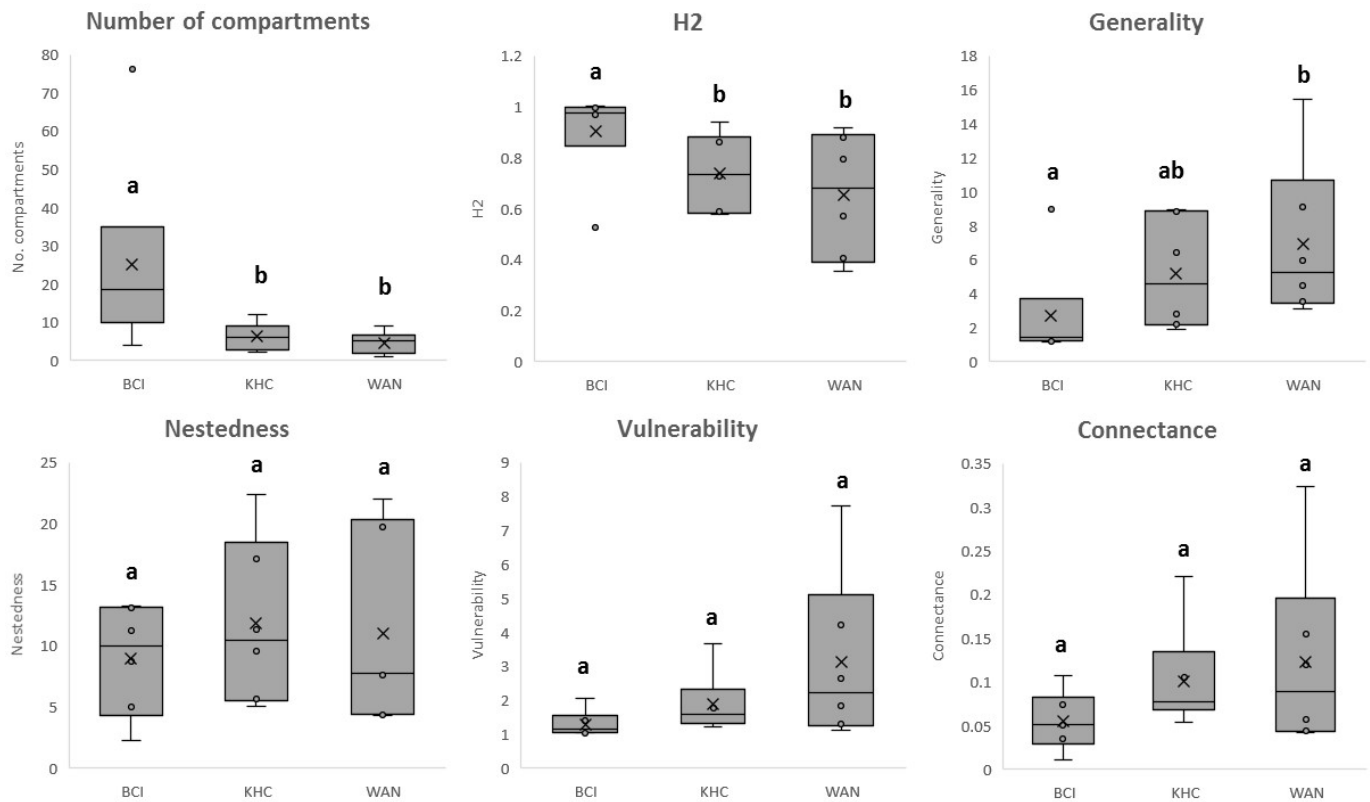 Number of compartments
No. compartments
80
70
60
50
40
30
20
10
0
a
b
b
BCI
KHC
WAN
H2
H2
1.2
1
0.8
0.6
0.4
0.2
0
a
b
b
BCI
KHC
WAN
Generality
Generality
18
16
14
12
10
8
6
4
2
0
a
ab
b
BCI
KHC
WAN
Nestedness
Nestedness
25
20
15
10
5
0
a
a
a
BCI
KHC
WAN
Vulnerability
Vulnerability
9
8
7
6
5
4
3
2
1
0
a
a
a
BCI
KHC
WAN
Connectance
Connectance
0.35
0.3
0.25
0.2
0.15
0.1
0.05
0
a
a
a
BCI
KHC
WAN